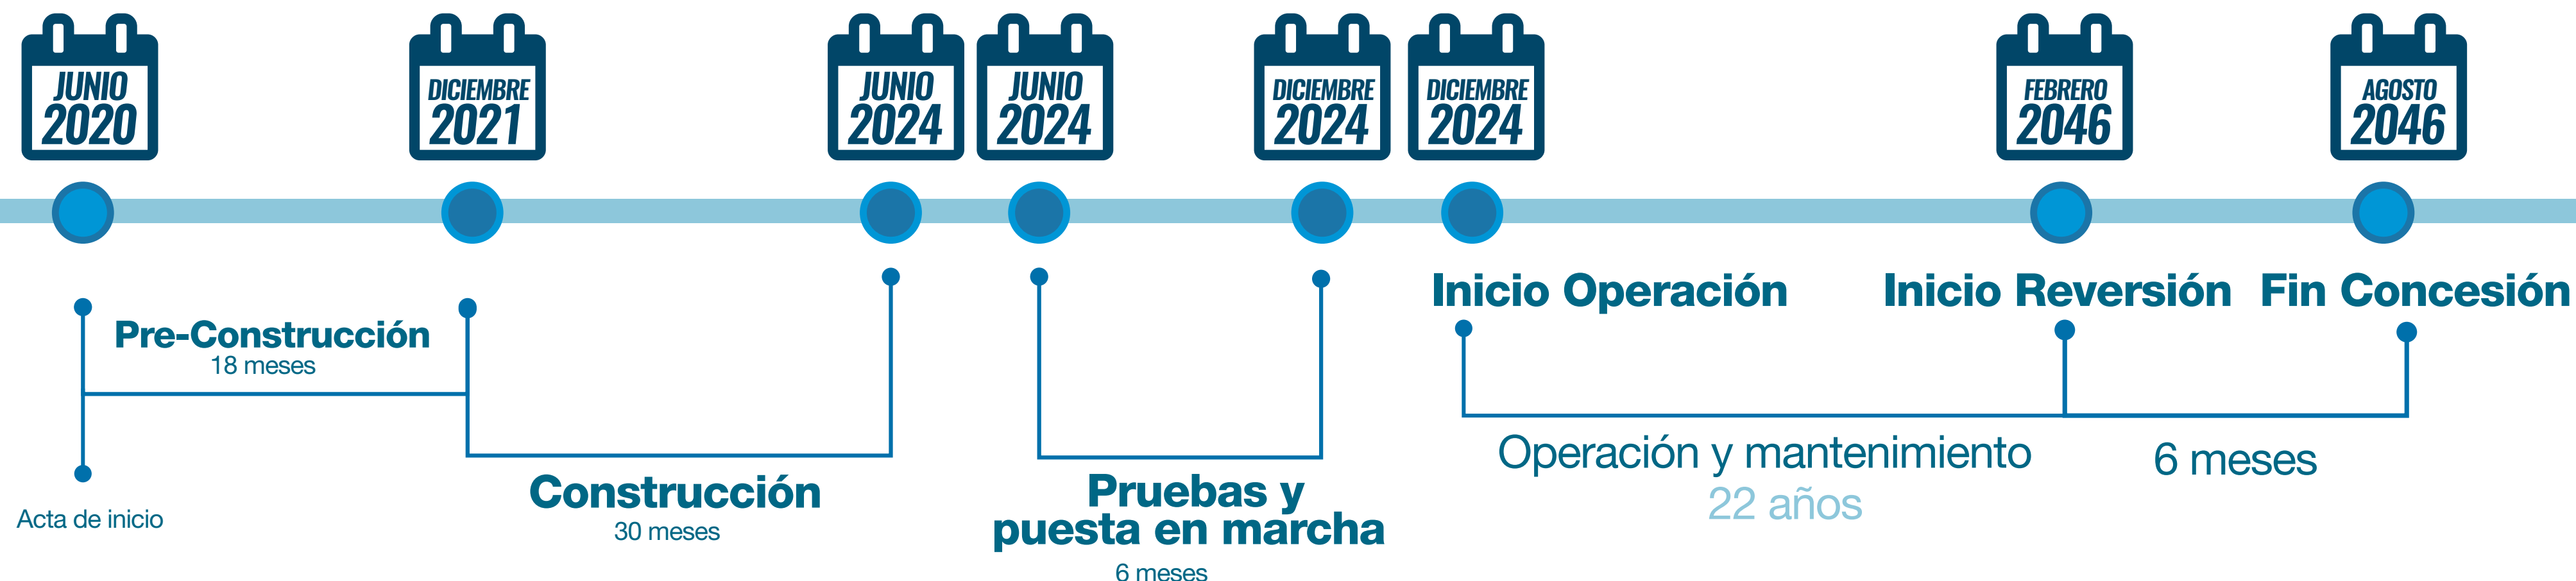 JUNIO
2020
DICIEMBRE
2021
JUNIO
2024
JUNIO
2024
DICIEMBRE
2024
DICIEMBRE
2024
FEBRERO
2046
AGOSTO
2046
Inicio Operación
Inicio Reversión
Fin Concesión
Pre-Construcción
18 meses
Acta de inicio
Construcción
30 meses
Pruebas y
puesta en marcha
6 meses
Operación y mantenimiento
22 años
6 meses